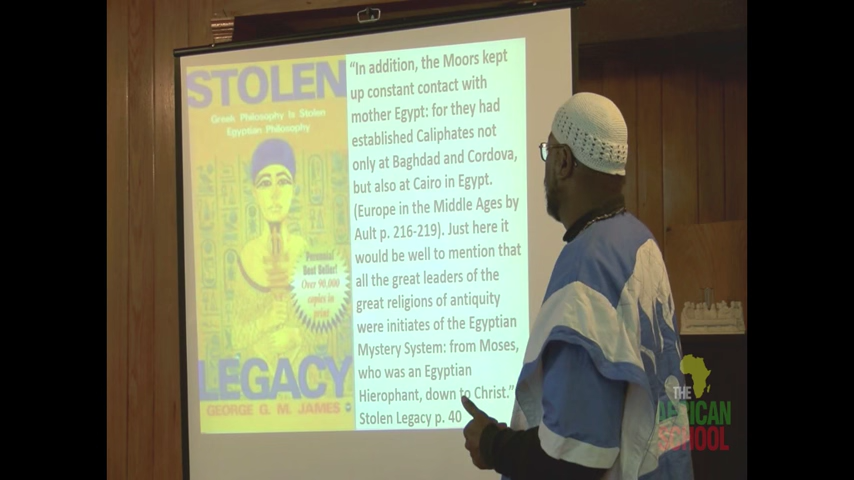 STOLEN
Greek Philosophy Is Stolen
Egyptian Philosophy
Personal
Best Seller!
Over 90,000
copies in
print
LEGACY
GEORGE G. M. JAMES
“In addition, the Moors kept
up constant contact with
mother Egypt: for they had
established Caliphates not
only at Baghdad and Cordova,
but also at Cairo in Egypt.
(Europe in the Middle Ages by
Ault p. 216-219). Just here it
would be well to mention that
all the great leaders of the
great religions of antiquity
were initiates of the Egyptian
Mystery System: from Moses,
who was an Egyptian
Hierophant, down to Christ.”
Stolen Legacy p. 40
THE
AFRICAN
SCHOOL